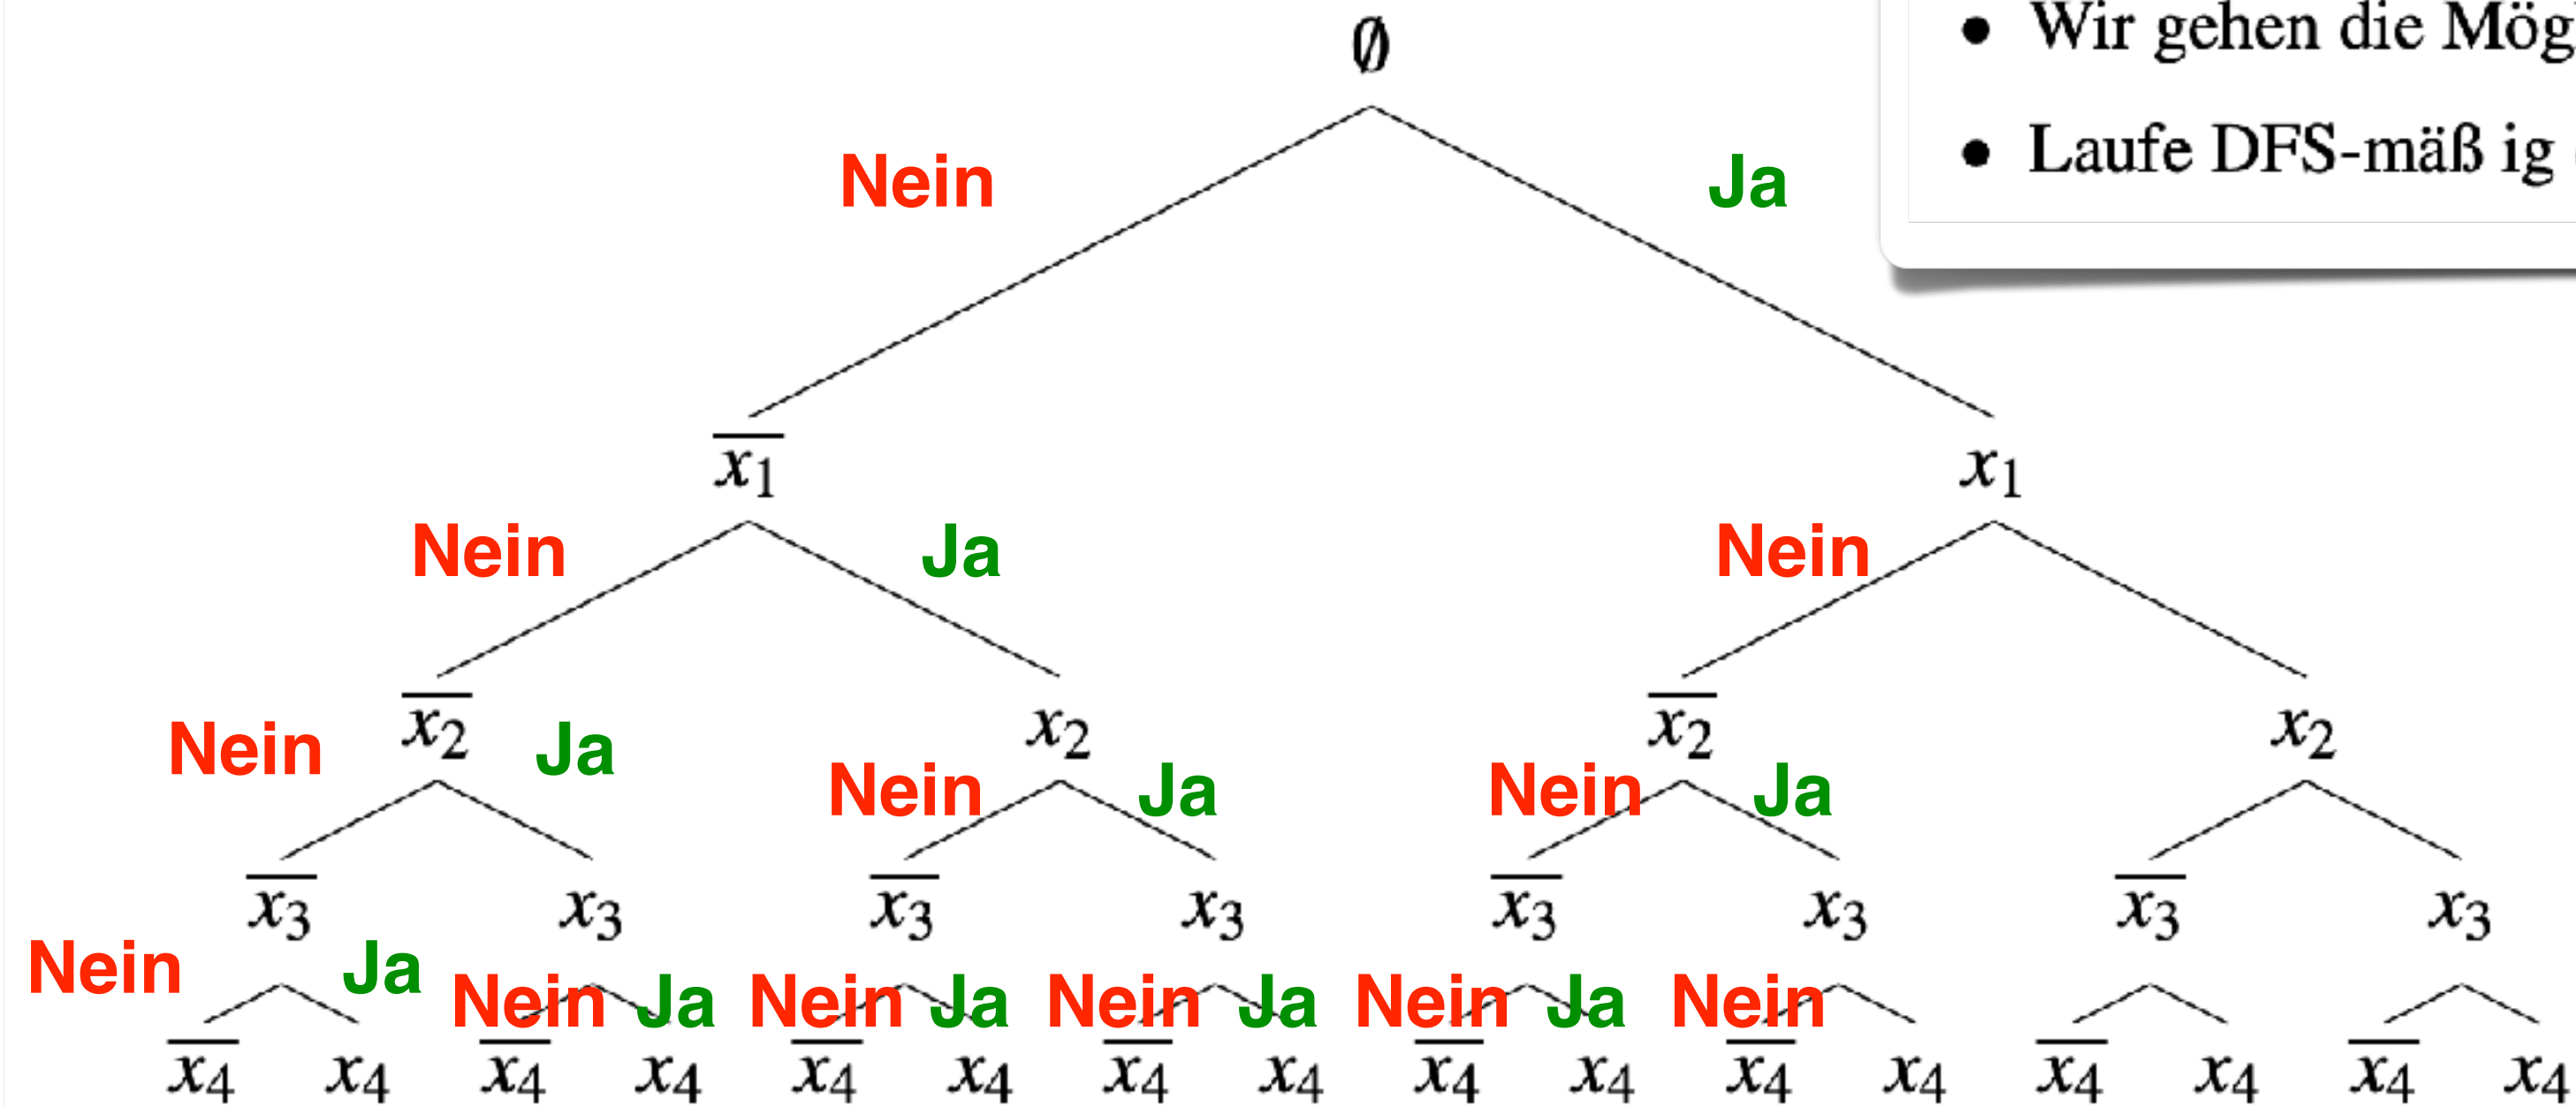 ∅
• Wir gehen die Mög
• Laufe DFS-mäß ig
Nein Ja
x̅₁ x₁
Nein Ja Nein
x̅₂ x₂ x̅₂ x₂
Nein Ja Nein Ja Nein Ja
x̅₃ x₃ x̅₃ x₃ x̅₃ x₃ x̅₃ x₃
Nein Ja Nein Ja Nein Ja Nein Ja Nein Ja Nein
x̅₄ x₄ x̅₄ x₄ x̅₄ x₄ x̅₄ x₄ x̅₄ x₄ x̅₄ x₄ x̅₄ x₄ x̅₄ x₄